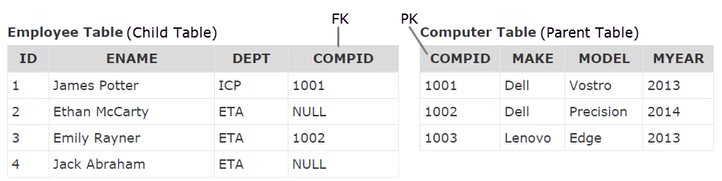 FK PK
Employee Table (Child Table) Computer Table (Parent Table)
ID ENAME DEPT COMPID COMPID MAKE MODEL MYEAR
1 James Potter ICP 1001 1001 Dell Vostro 2013
2 Ethan McCarty ETA NULL 1002 Dell Precision 2014
3 Emily Rayner ETA 1002 1003 Lenovo Edge 2013
4 Jack Abraham ETA NULL